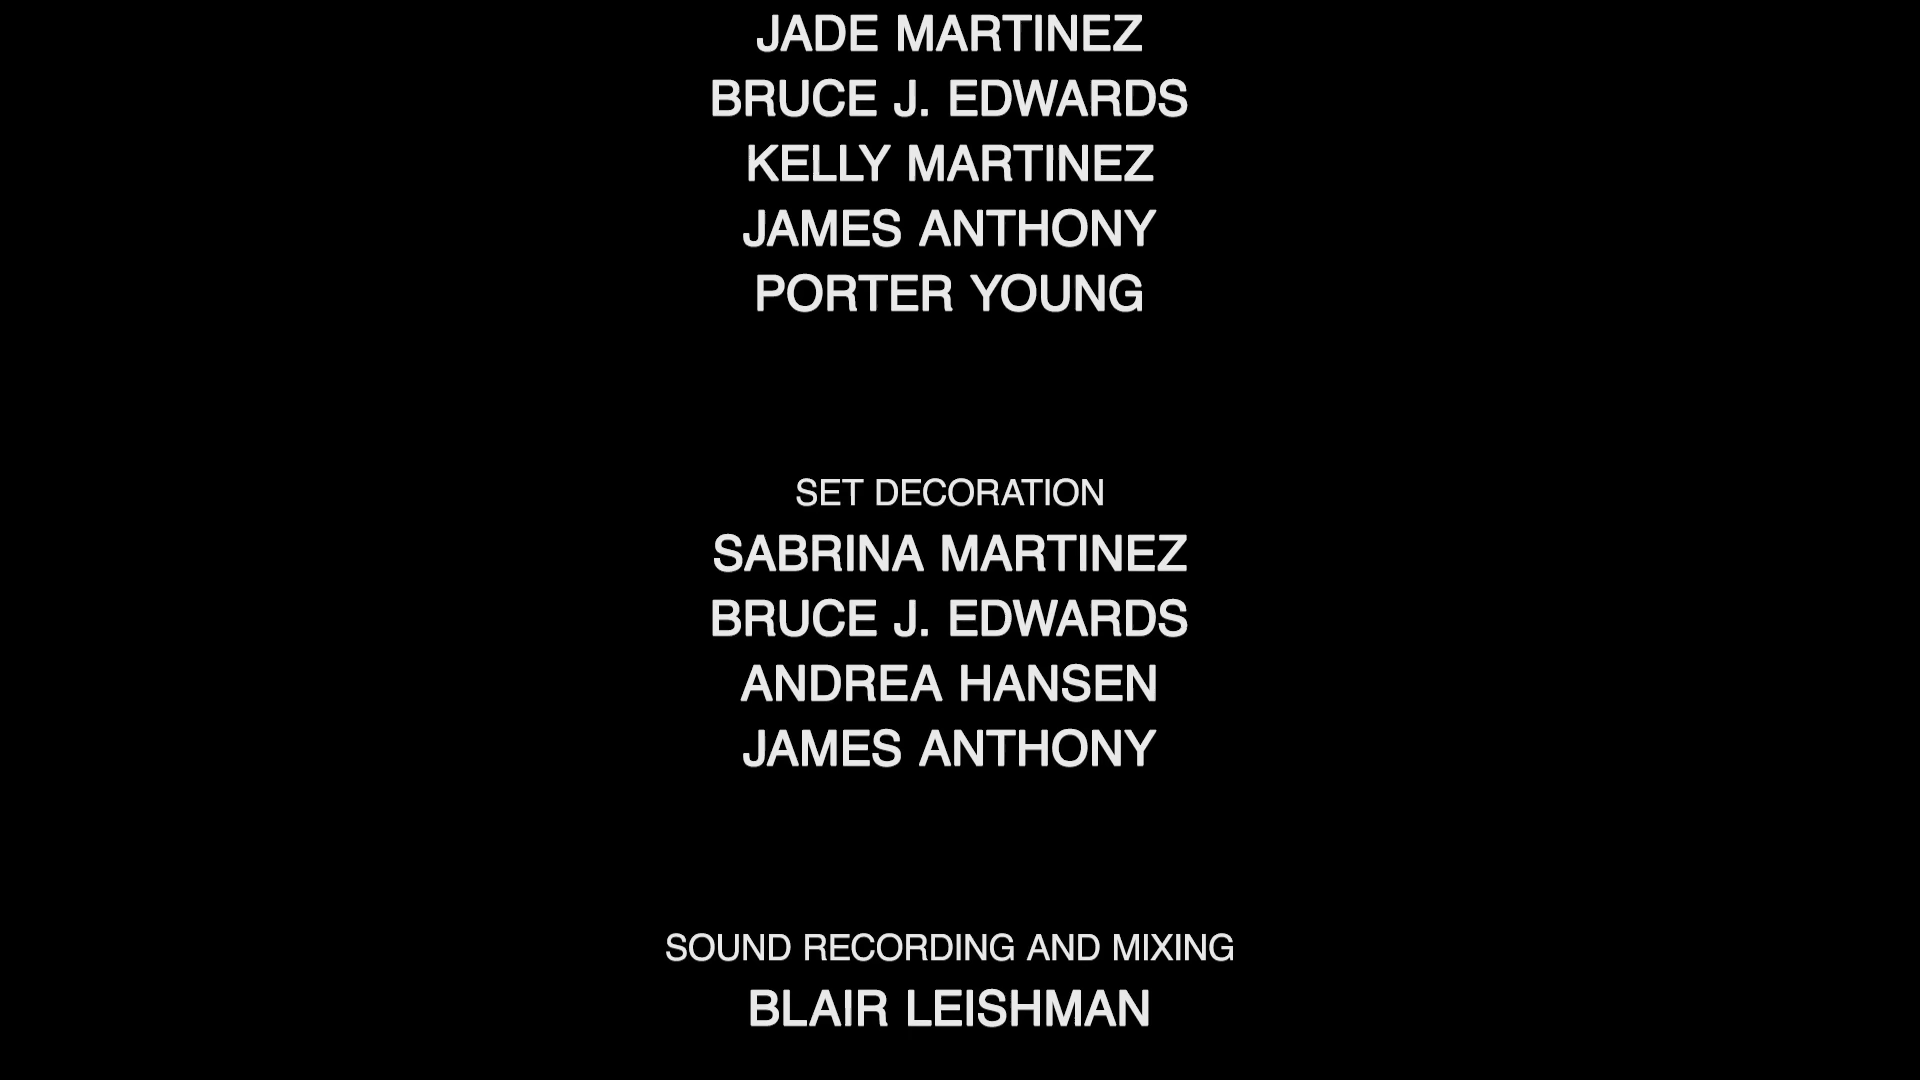 JADE MARTINEZ
BRUCE J. EDWARDS
KELLY MARTINEZ
JAMES ANTHONY
PORTER YOUNG
SET DECORATION
SABRINA MARTINEZ
BRUCE J. EDWARDS
ANDREA HANSEN
JAMES ANTHONY
SOUND RECORDING AND MIXING
BLAIR LEISHMAN